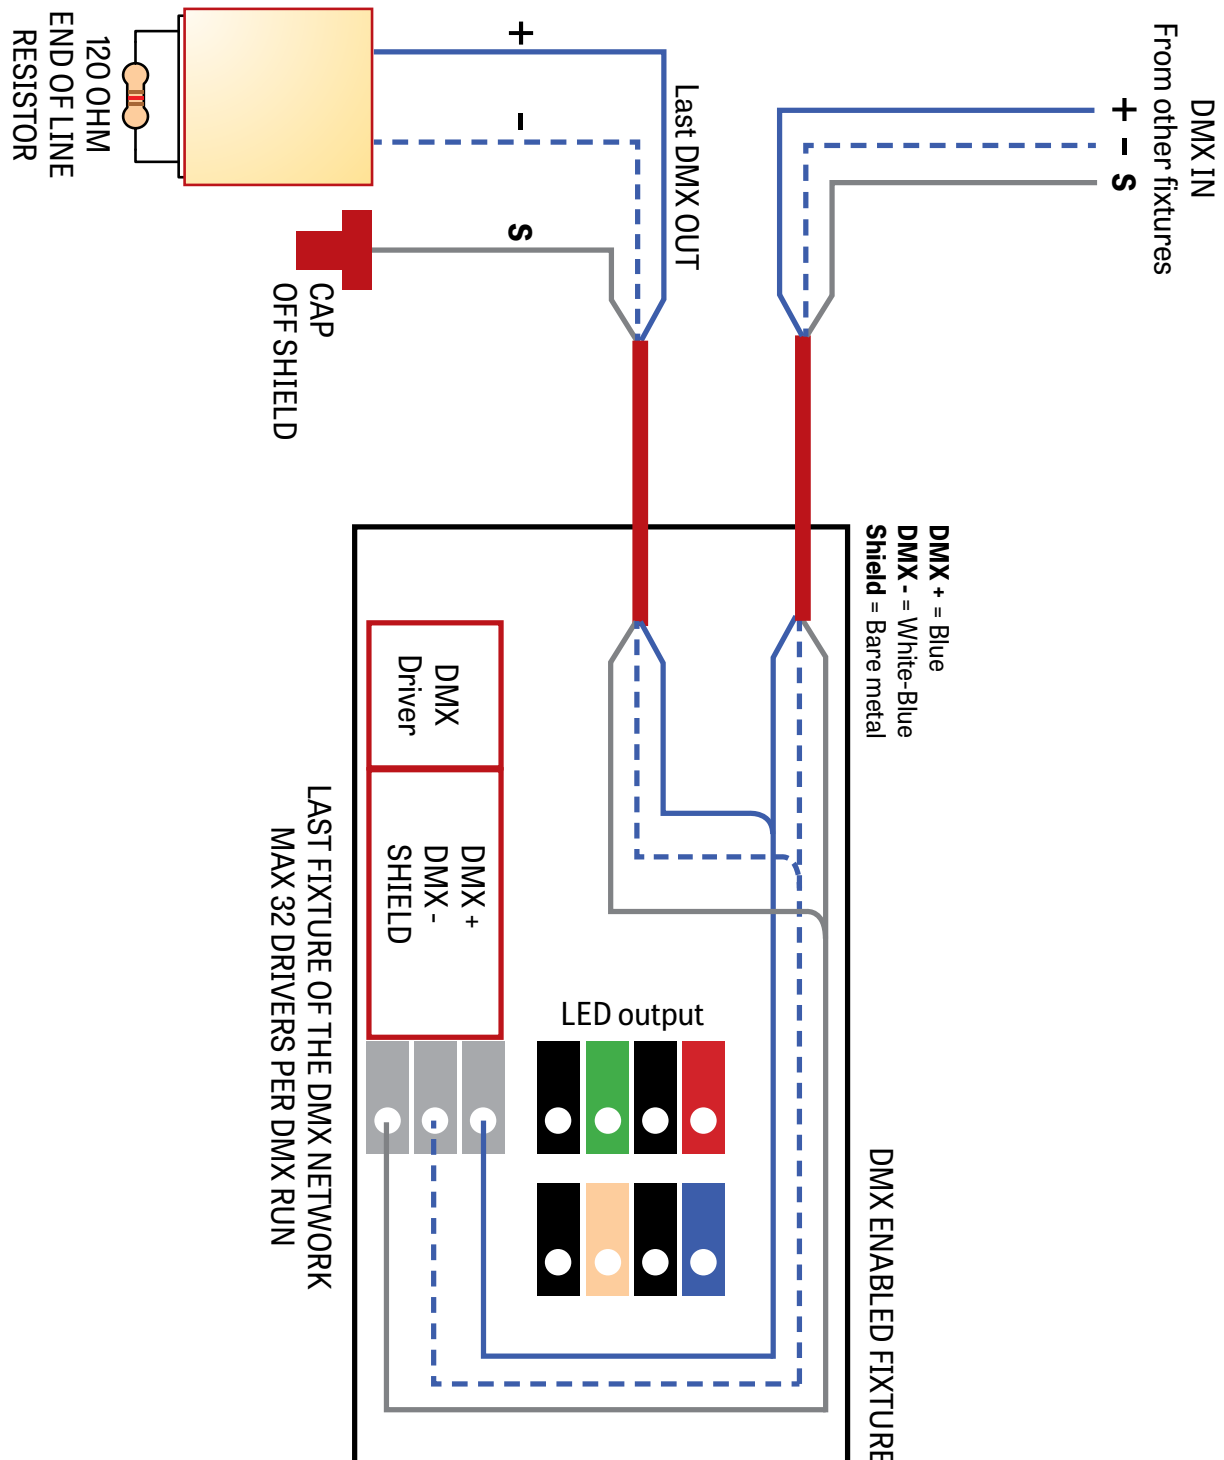 DMX IN
From other fixtures
+
-
S
Last DMX OUT
+
-
S
120 OHM
END OF LINE
RESISTOR
CAP
OFF SHIELD
DMX + = Blue
DMX - = White-Blue
Shield = Bare metal
DMX
Driver
DMX +
DMX -
SHIELD
LED output
DMX ENABLED FIXTURE
LAST FIXTURE OF THE DMX NETWORK
MAX 32 DRIVERS PER DMX RUN